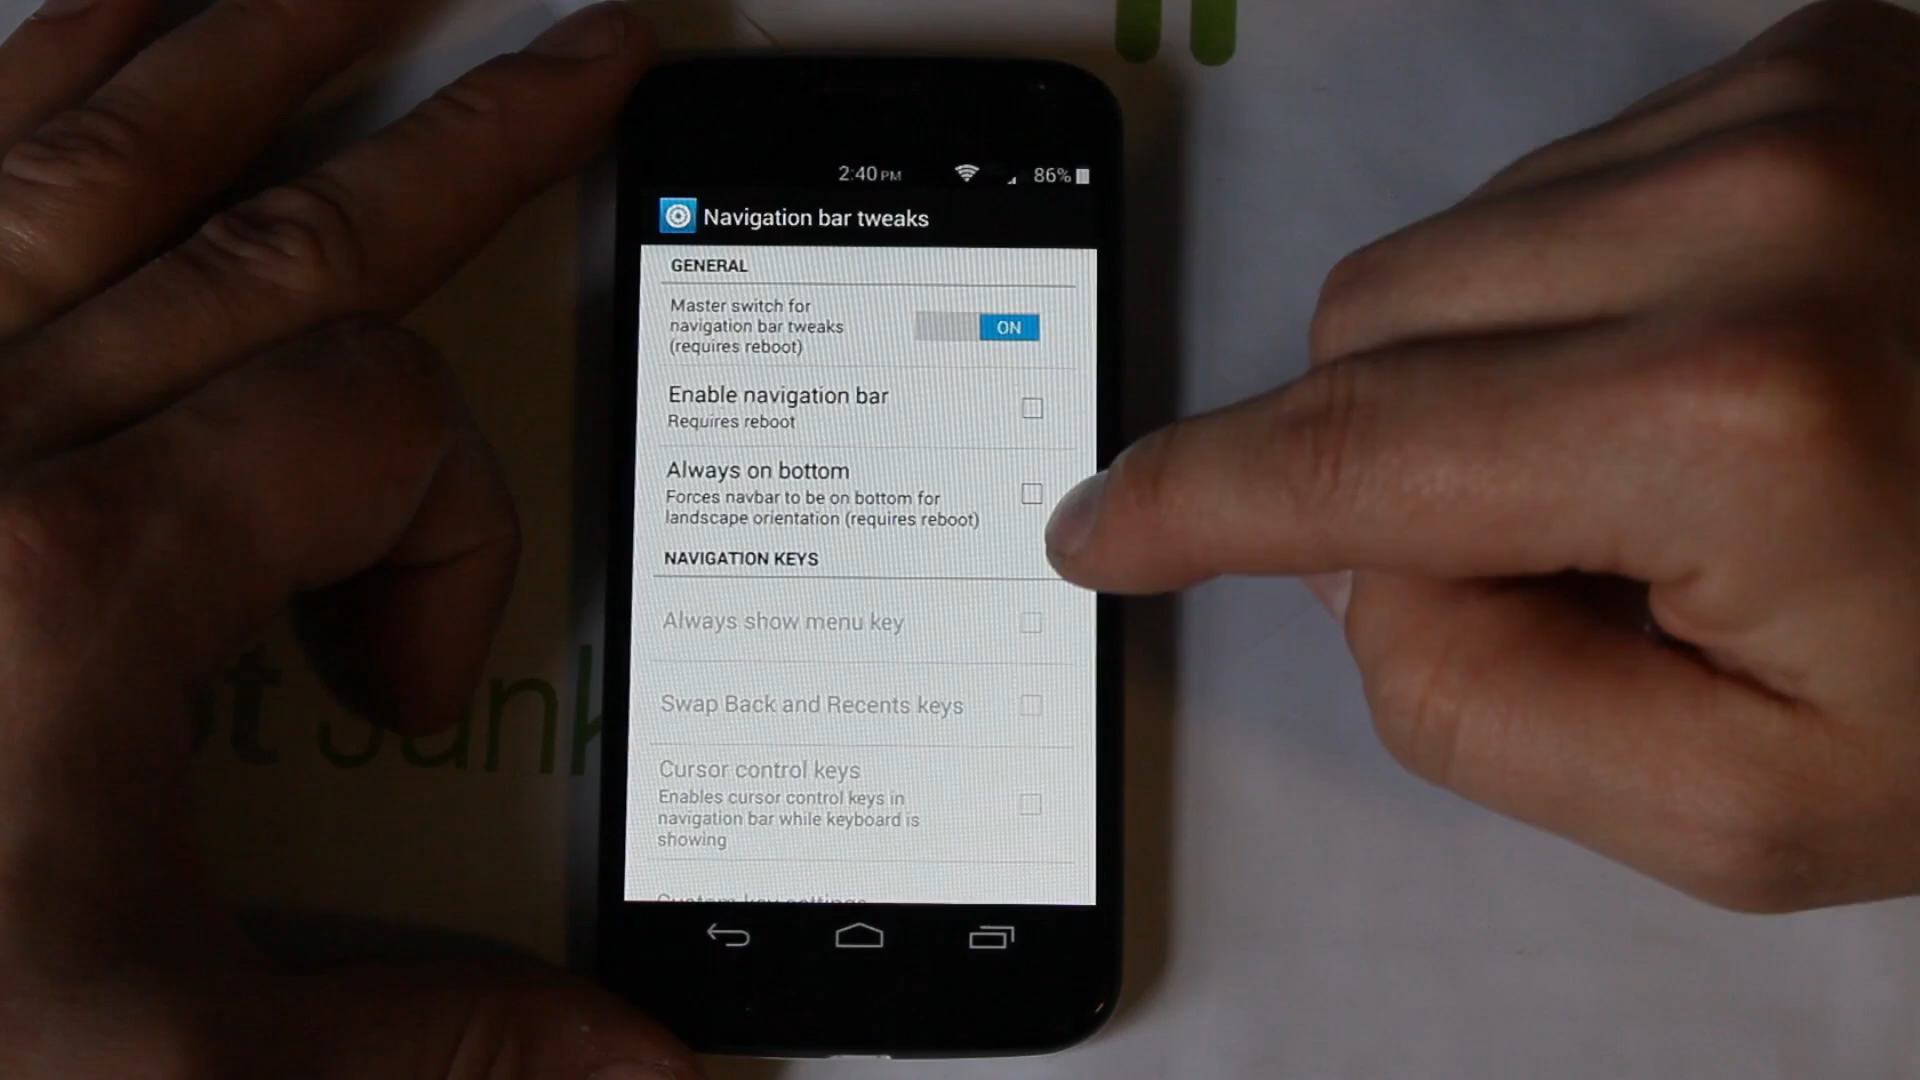 2:40 PM 86%
Navigation bar tweaks
GENERAL
Master switch for
navigation bar tweaks
(requires reboot)
ON
Enable navigation bar
Requires reboot
Always on bottom
Forces navbar to be on bottom for
landscape orientation (requires reboot)
NAVIGATION KEYS
Always show menu key
Swap Back and Recents keys
Cursor control keys
Enables cursor control keys in
navigation bar while keyboard is
showing
Custom key settings